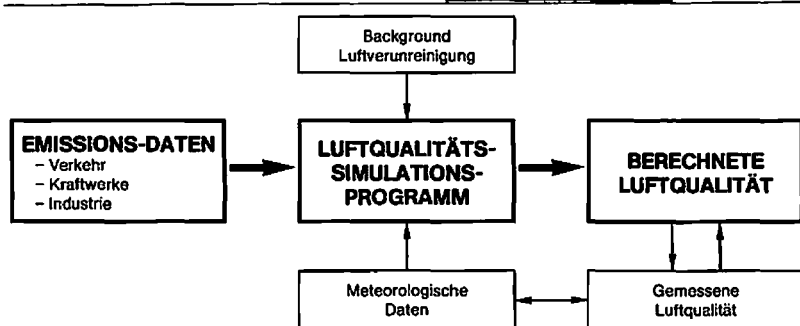 Background
Luftverunreinigung
EMISSIONS-DATEN
– Verkehr
– Kraftwerke
– Industrie
LUFTQUALITÄTS-
SIMULATIONS-
PROGRAMM
BERECHNETE
LUFTQUALITÄT
Meteorologische
Daten
Gemessene
Luftqualität